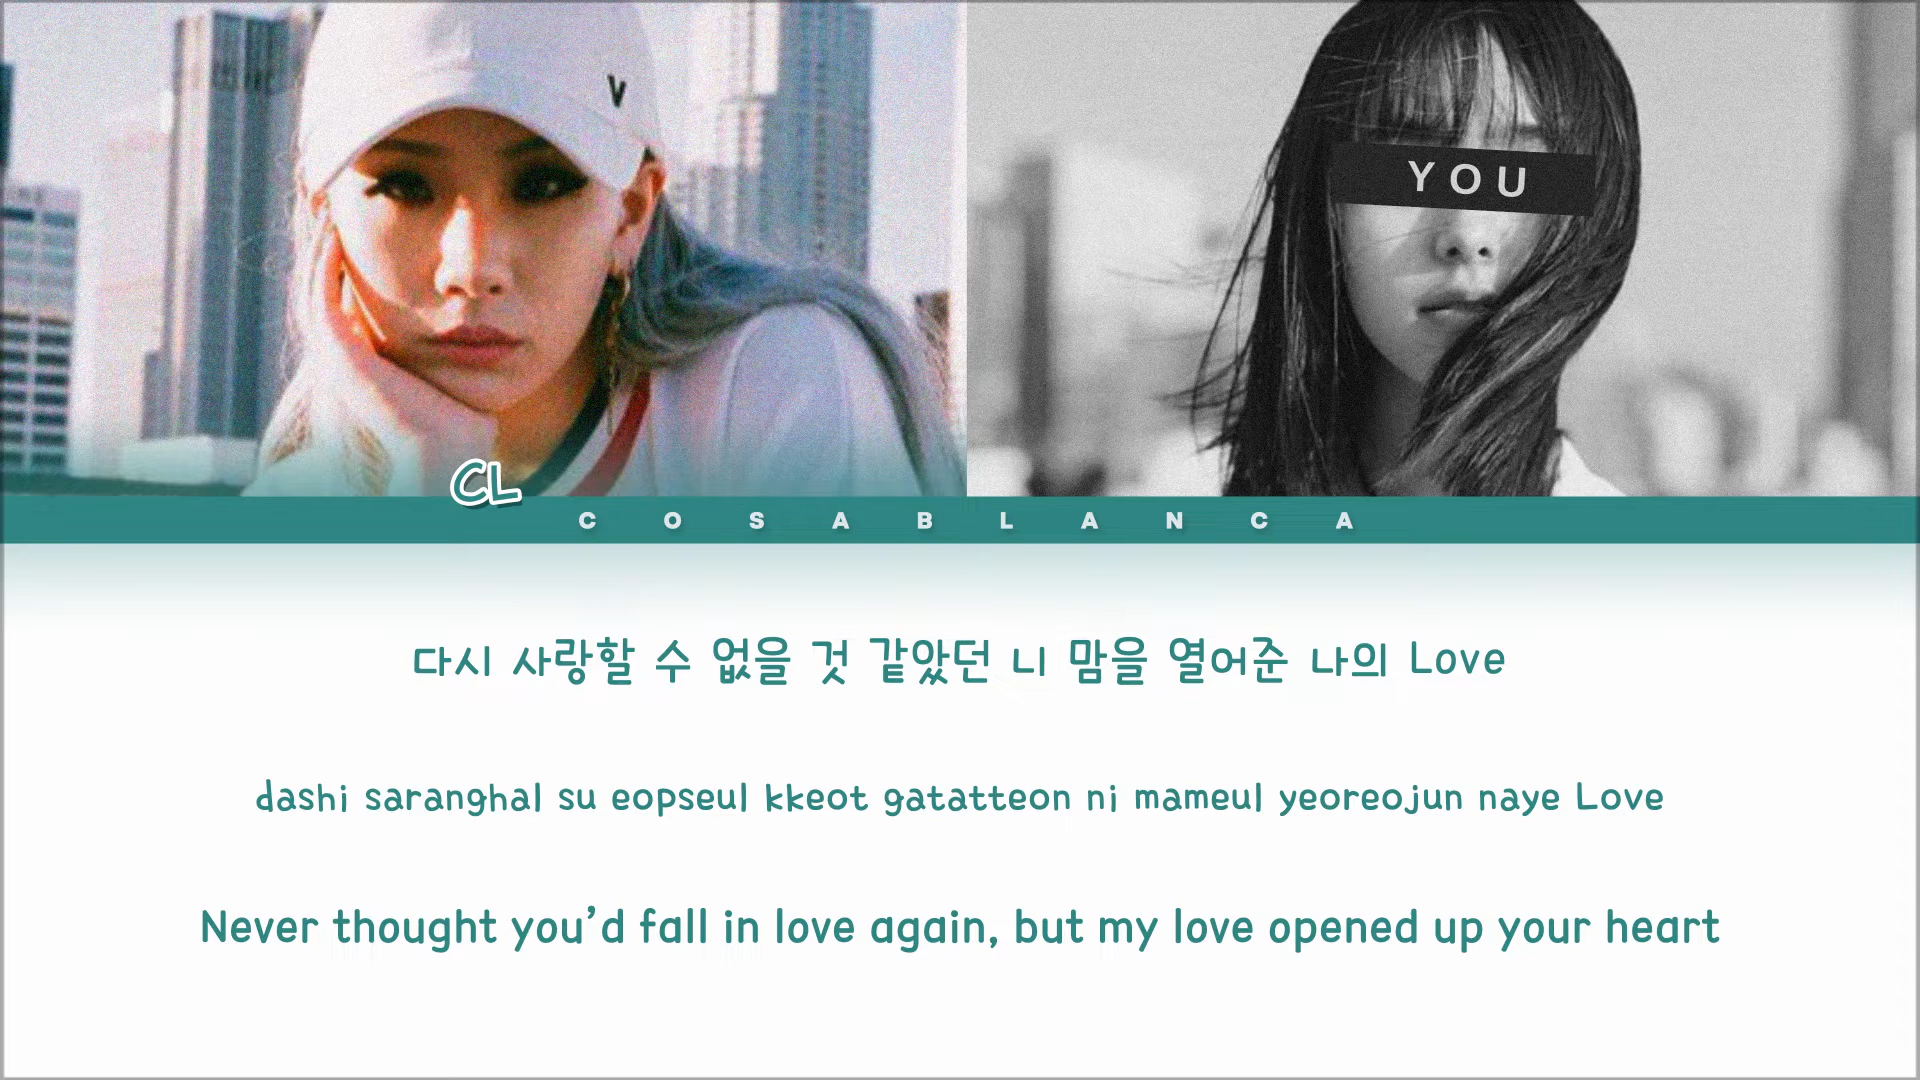 V
YOU
CL
COSABLANCA
다시 사랑할 수 없을 것 같았던 니 맘을 열어준 나의 Love
dashi saranghal su eopseul kkeot gatatteon ni mameul yeoreojun naye Love
Never thought you’d fall in love again, but my love opened up your heart